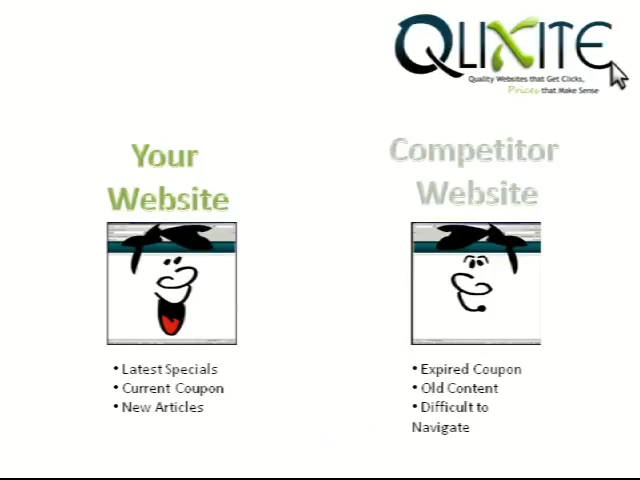 QLIXITE
Quality Websites that Get Clicks,
Prices that Make Sense
Your
Website
• Latest Specials
• Current Coupon
• New Articles
Competitor
Website
• Expired Coupon
• Old Content
• Difficult to
Navigate